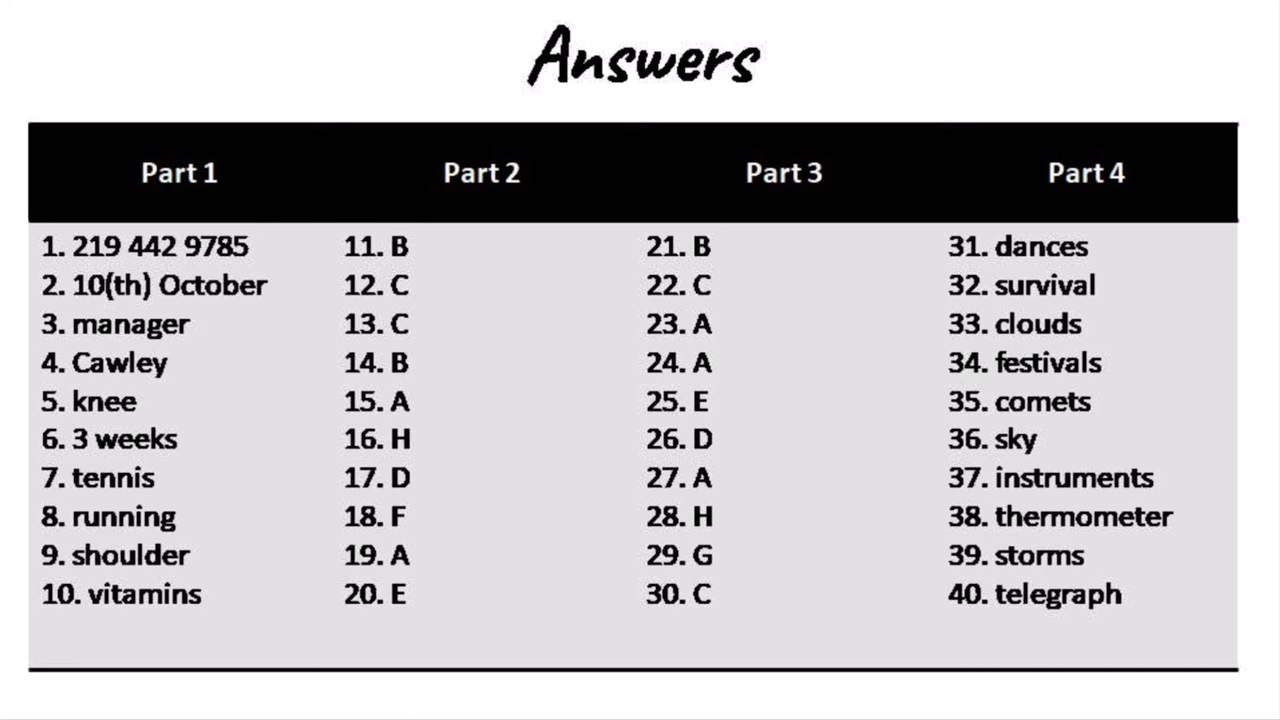 Answers
Part 1
Part 2
Part 3
Part 4
1. 219 442 9785
2. 10(th) October
3. manager
4. Cawley
5. knee
6. 3 weeks
7. tennis
8. running
9. shoulder
10. vitamins
11. B
12. C
13. C
14. B
15. A
16. H
17. D
18. F
19. A
20. E
21. B
22. C
23. A
24. A
25. E
26. D
27. A
28. H
29. G
30. C
31. dances
32. survival
33. clouds
34. festivals
35. comets
36. sky
37. instruments
38. thermometer
39. storms
40. telegraph